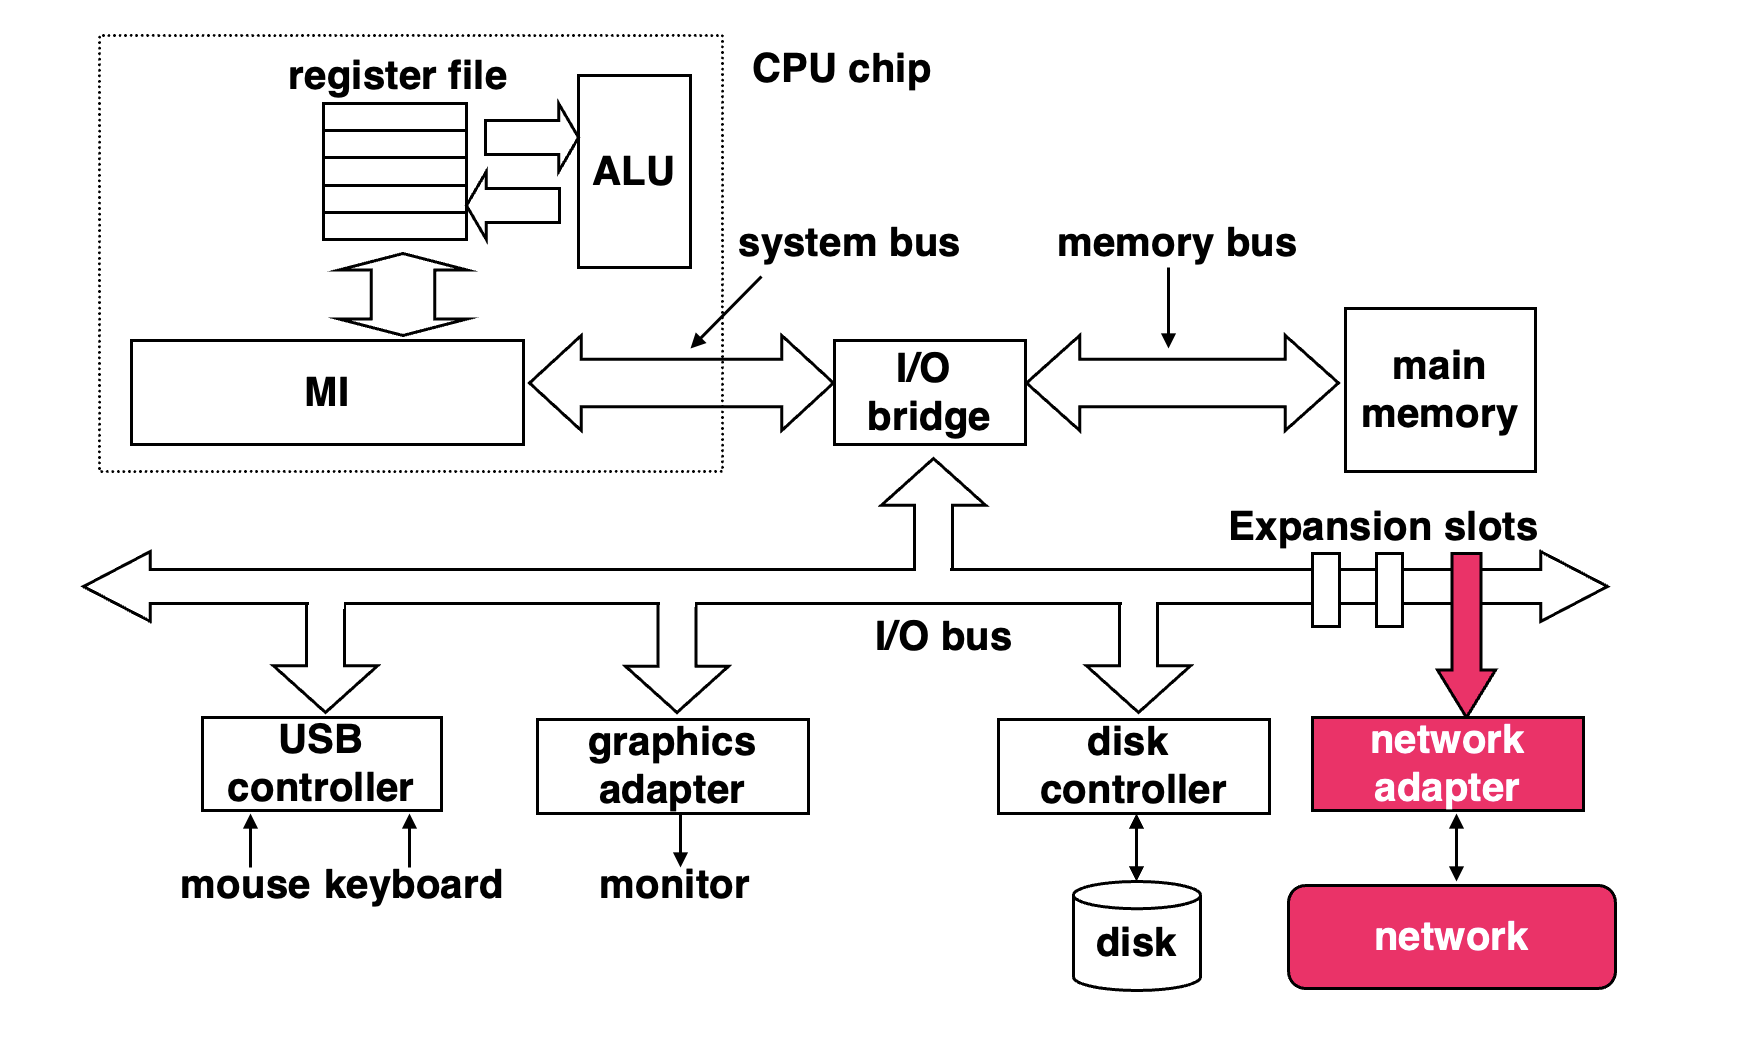 register file
CPU chip
ALU
system bus
memory bus
MI
I/O
bridge
main
memory
Expansion slots
I/O bus
USB
controller
graphics
adapter
disk
controller
network
adapter
mouse keyboard
monitor
disk
network